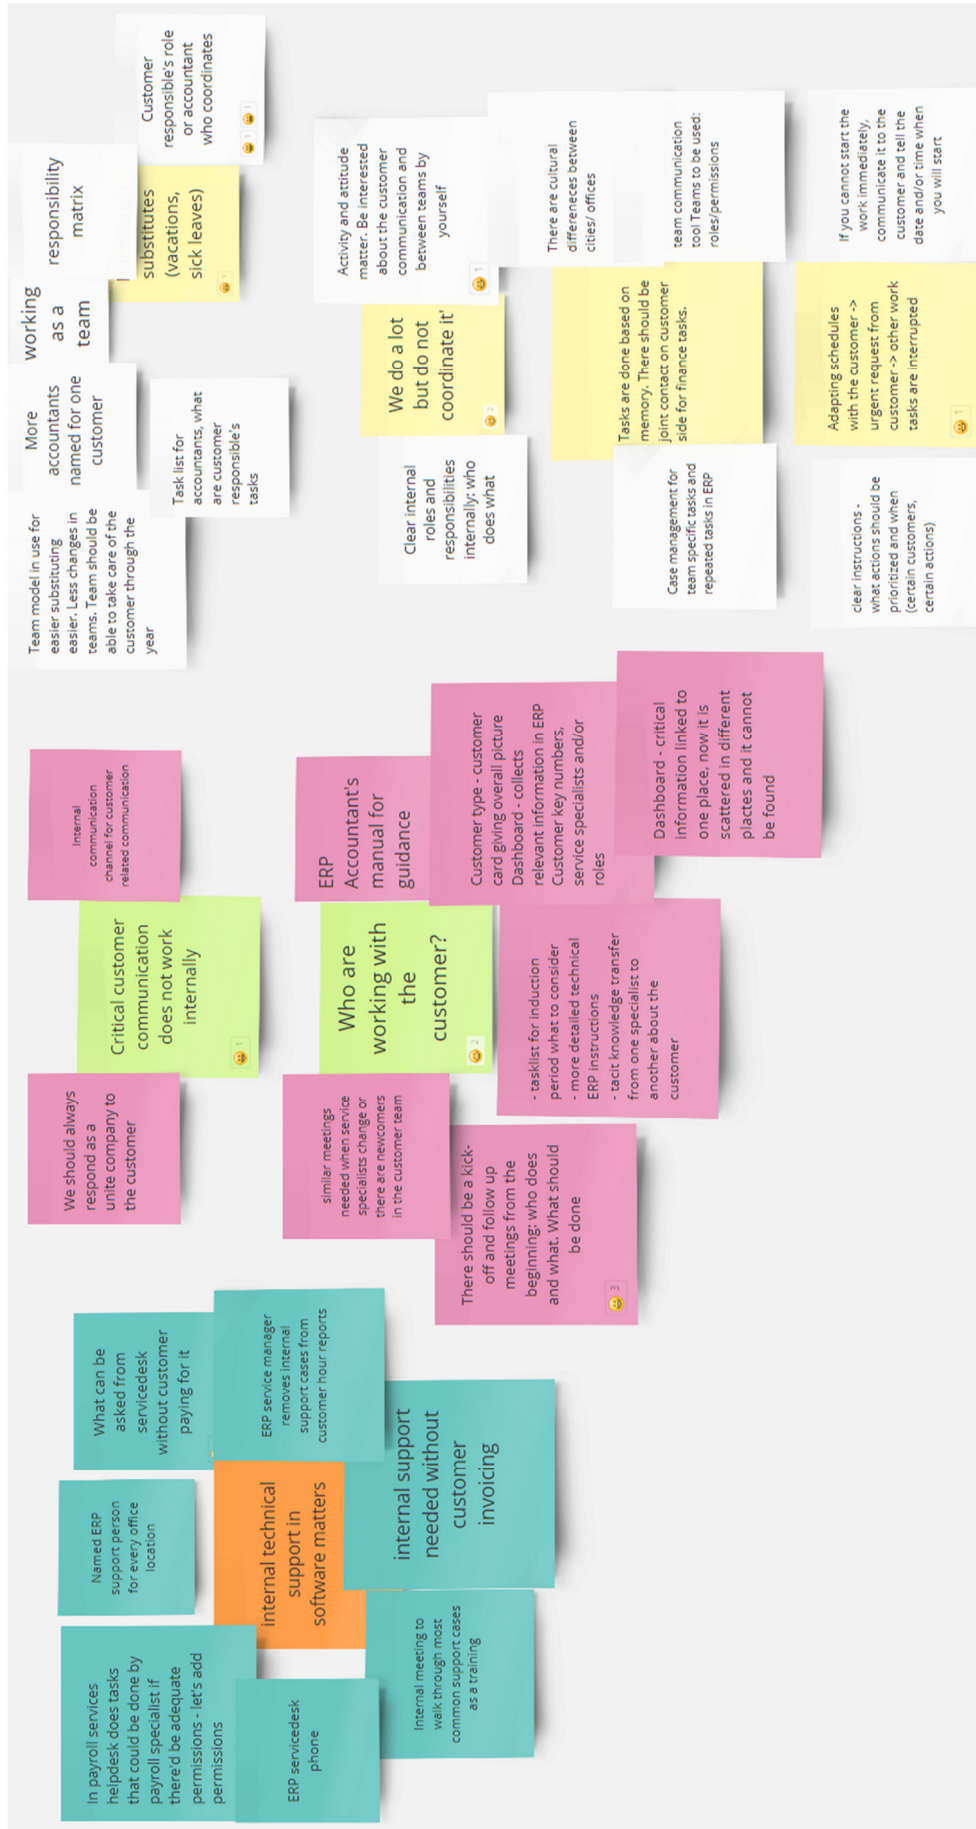 In payroll services
helpdesk does tasks
that could be done by
payroll specialist if
there'd be adequate
permissions - let's add
permissions
Named ERP
support person
for every office
location
What can be
asked from
servicedesk
without customer
paying for it
ERP servicedesk
phone
internal technical
support in
software matters
ERP service manager
removes internal
support cases from
customer hour reports
Internal meeting to
walk through most
common support cases
as a training
internal support
needed without
customer
invoicing
We should always
respond as a
unite company to
the customer
Critical customer
communication
does not work
internally
1
Internal
communication
channel for customer
related communication
similar meetings
needed when service
specialists change or
there are newcomers
in the customer team
Who are
working with
the
customer?
2
ERP
Accountant's
manual for
guidance
There should be a kick-
off and follow up
meetings from the
beginning: who does
and what. What should
be done
3
- tasklist for induction
period what to consider
- more detailed technical
ERP instructions
- tacit knowledge transfer
from one specialist to
another about the
customer
Customer type - customer
card giving overall picture
Dashboard - collects
relevant information in ERP
Customer key numbers,
service specialists and/or
roles
Dashboard - critical
information linked to
one place, now it is
scattered in different
plactes and it cannot
be found
Team model in use for
easier substituting
easier. Less changes in
teams. Team should be
able to take care of the
customer through the
year
More
accountants
named for one
customer
working
as a
team
responsibility
matrix
Task list for
accountants, what
are customer
responsible's
tasks
substitutes
(vacations,
sick leaves)
1
Customer
responsible's role
or accountant
who coordinates
1
1
Clear internal
roles and
responsibilities
internally: who
does what
We do a lot
but do not
coordinate it'
2
Activity and attitude
matter. Be interested
about the customer
communication and
between teams by
yourself
1
Case management for
team specific tasks and
repeated tasks in ERP
Tasks are done based on
memory. There should be
joint contact on customer
side for finance tasks.
There are cultural
differeneces between
cities/ offices
team communication
tool Teams to be used:
roles/permissions
clear instructions -
what actions should be
prioritized and when
(certain customers,
certain actions)
Adapting schedules
with the customer ->
urgent request from
customer -> other work
tasks are interrupted
1
If you cannot start the
work immediately,
communicate it to the
customer and tell the
date and/or time when
you will start